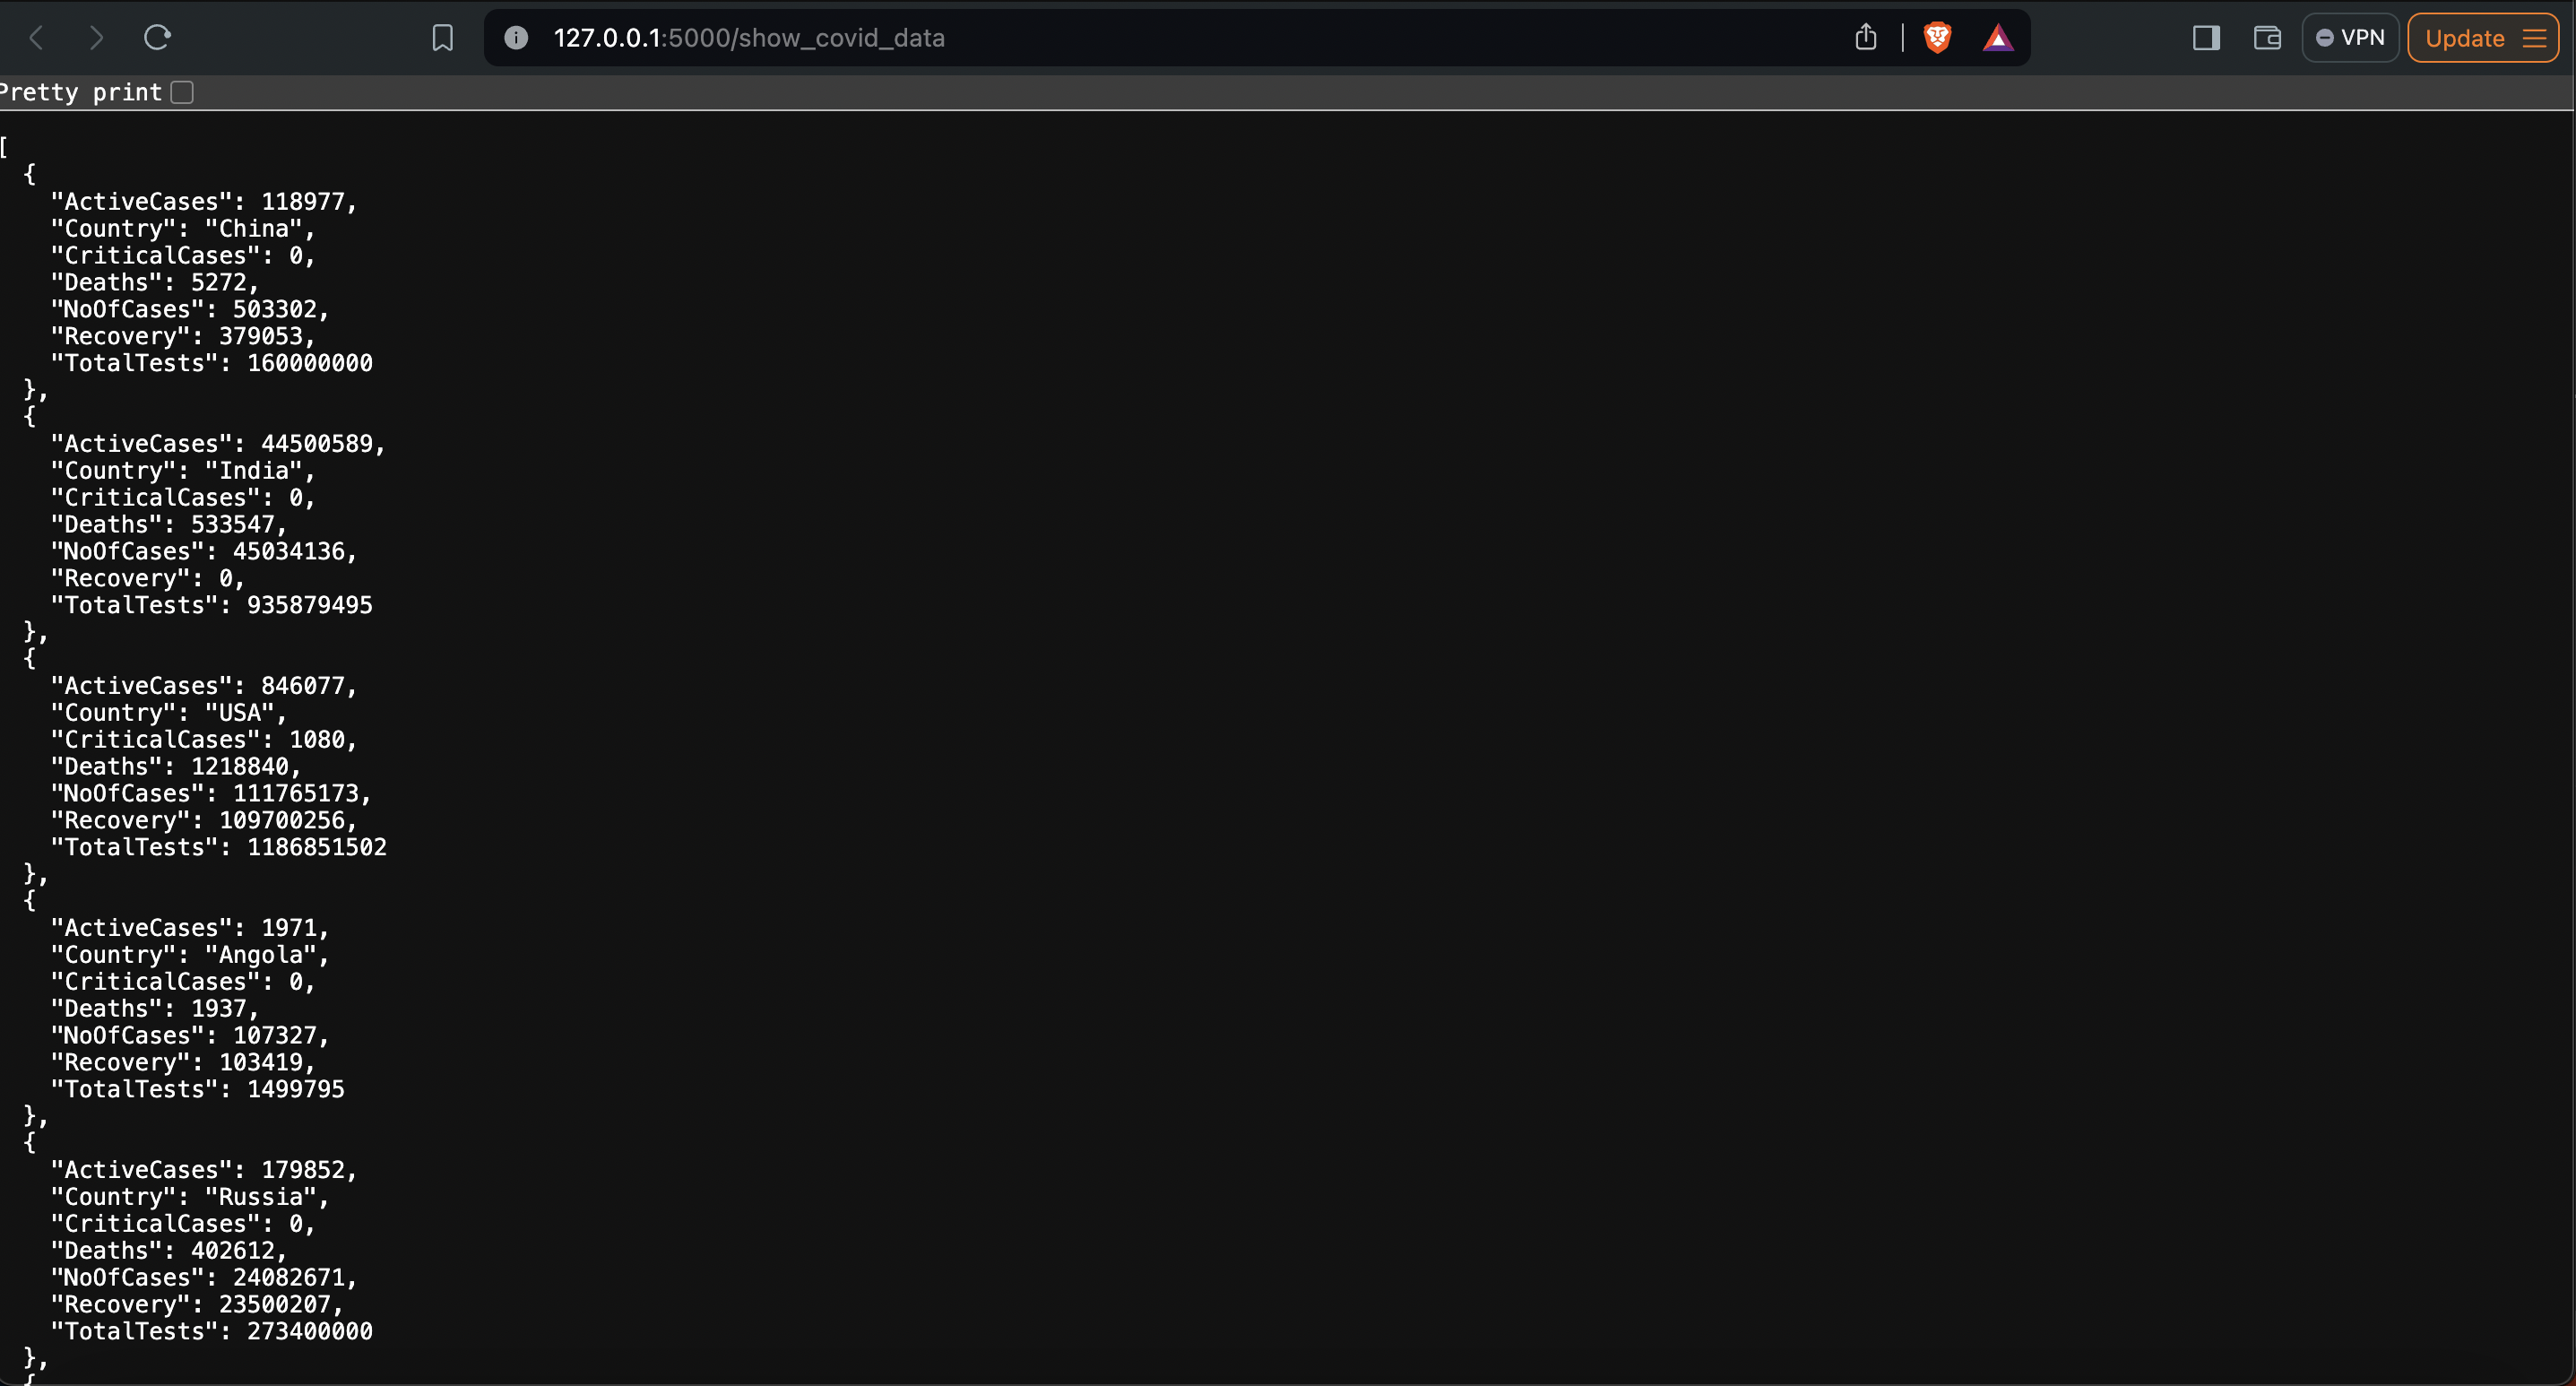 127.0.0.1:5000/show_covid_data
VPN
Update
Pretty print
[
  {
    "ActiveCases": 118977,
    "Country": "China",
    "CriticalCases": 0,
    "Deaths": 5272,
    "NoOfCases": 503302,
    "Recovery": 379053,
    "TotalTests": 160000000
  },
  {
    "ActiveCases": 44500589,
    "Country": "India",
    "CriticalCases": 0,
    "Deaths": 533547,
    "NoOfCases": 45034136,
    "Recovery": 0,
    "TotalTests": 935879495
  },
  {
    "ActiveCases": 846077,
    "Country": "USA",
    "CriticalCases": 1080,
    "Deaths": 1218840,
    "NoOfCases": 111765173,
    "Recovery": 109700256,
    "TotalTests": 1186851502
  },
  {
    "ActiveCases": 1971,
    "Country": "Angola",
    "CriticalCases": 0,
    "Deaths": 1937,
    "NoOfCases": 107327,
    "Recovery": 103419,
    "TotalTests": 1499795
  },
  {
    "ActiveCases": 179852,
    "Country": "Russia",
    "CriticalCases": 0,
    "Deaths": 402612,
    "NoOfCases": 24082671,
    "Recovery": 23500207,
    "TotalTests": 273400000
  },
  {